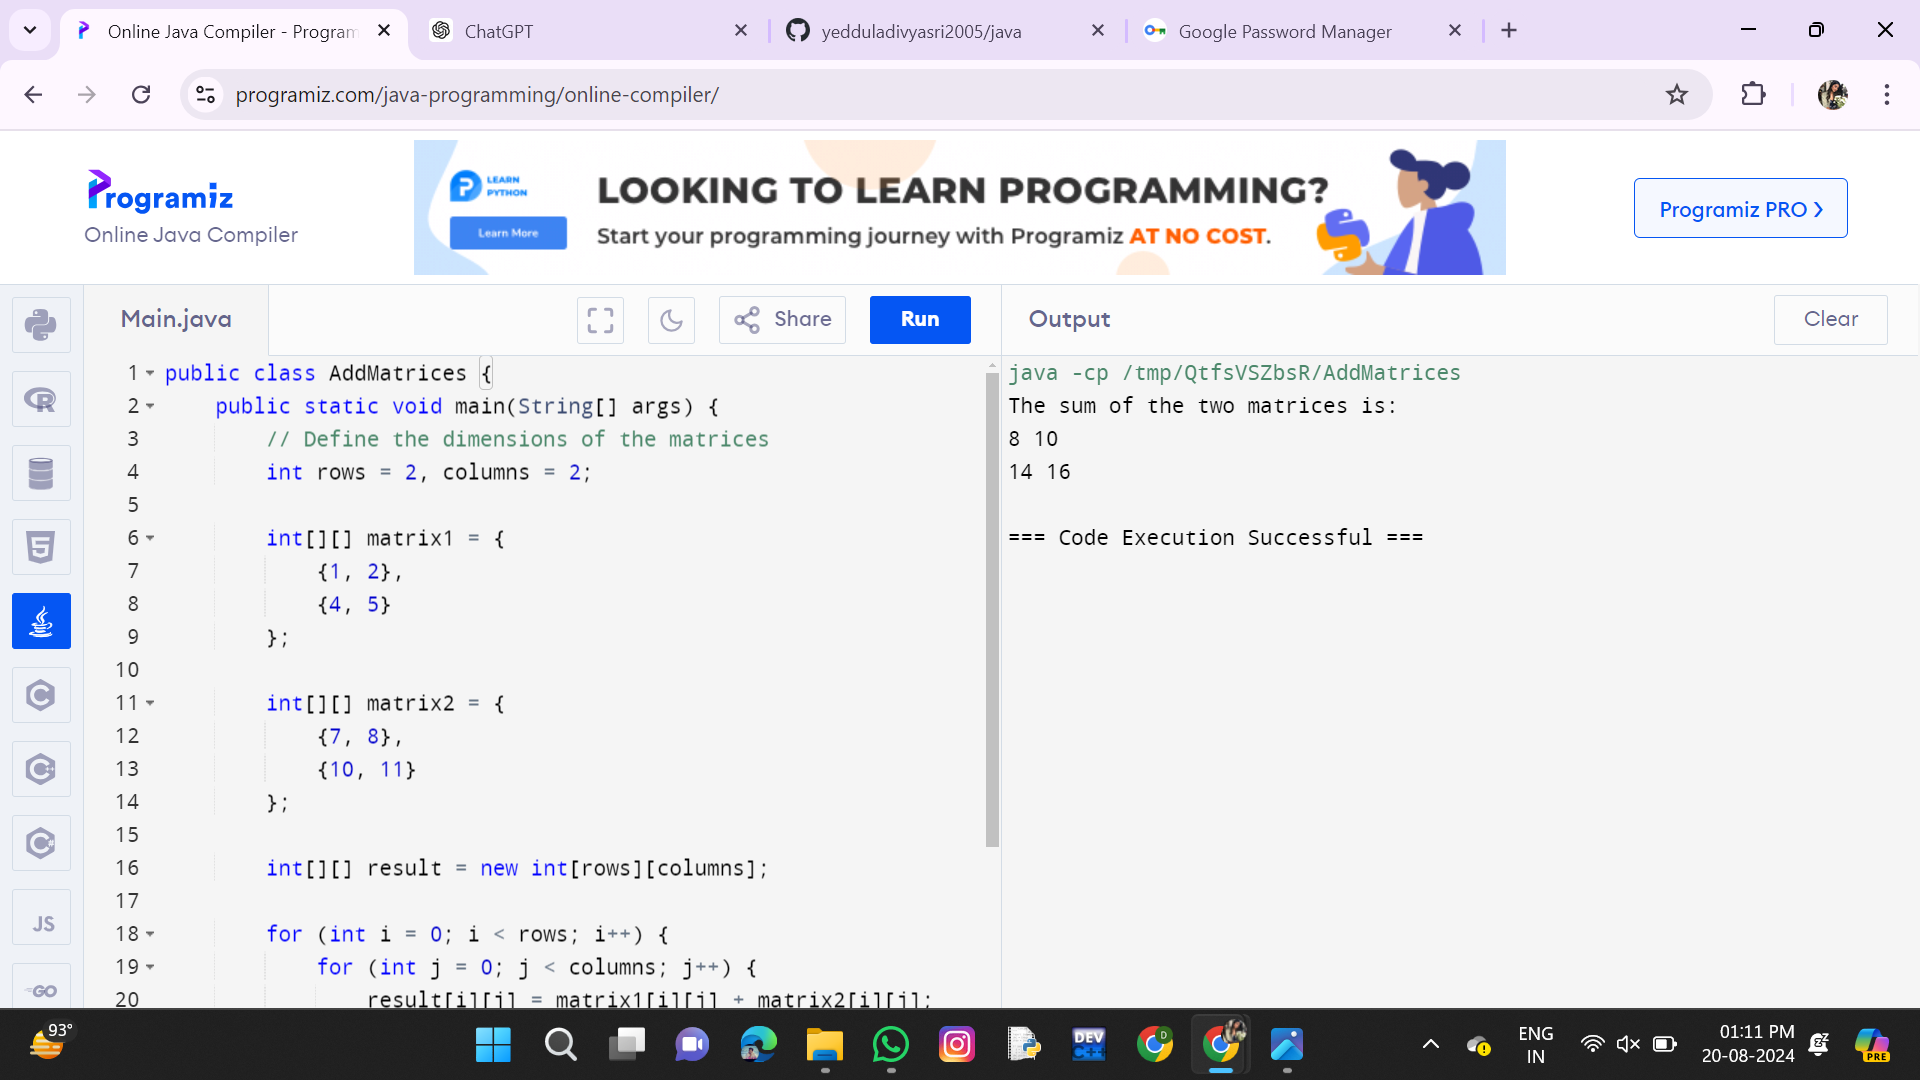 Online Java Compiler - Program
ChatGPT
yedduladivyasri2005/java
Google Password Manager
programiz.com/java-programming/online-compiler/
Programiz
Online Java Compiler
LEARN
PYTHON
Learn More
LOOKING TO LEARN PROGRAMMING?
Start your programming journey with Programiz AT NO COST.
Programiz PRO
Main.java
Share
Run
Output
Clear
1 public class AddMatrices {
2 public static void main(String[] args) {
3 // Define the dimensions of the matrices
4 int rows = 2, columns = 2;
5
6 int[][] matrix1 = {
7 {1, 2},
8 {4, 5}
9 };
10
11 int[][] matrix2 = {
12 {7, 8},
13 {10, 11}
14 };
15
16 int[][] result = new int[rows][columns];
17
18 for (int i = 0; i < rows; i++) {
19 for (int j = 0; j < columns; j++) {
20 result[i][j] = matrix1[i][j] + matrix2[i][j];
java -cp /tmp/QtfsVSZbsR/AddMatrices
The sum of the two matrices is:
8 10
14 16
=== Code Execution Successful ===
R
5
C
C
C
JS
GO
93°
DEV
C++
D
ENG
IN
01:11 PM
20-08-2024
PRE